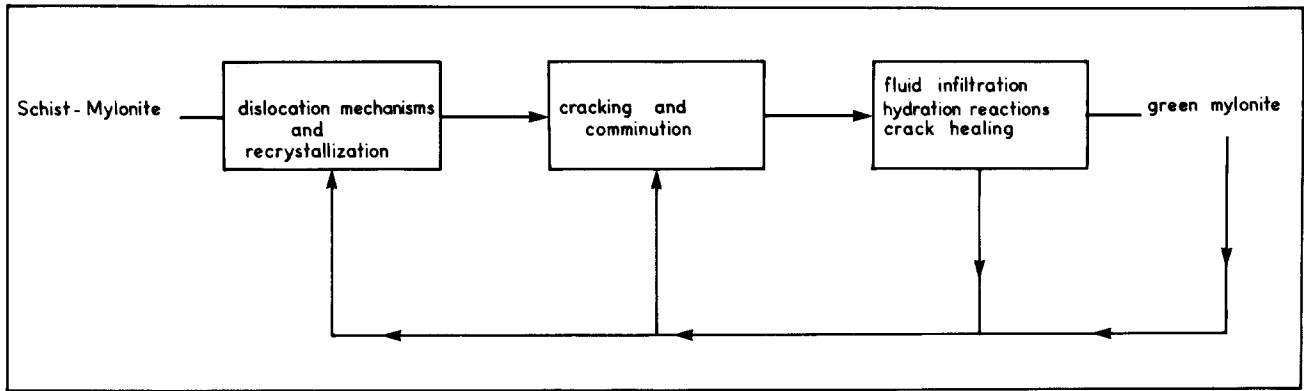 Schist - Mylonite
dislocation mechanisms
and
recrystallization
cracking and
comminution
fluid infiltration
hydration reactions
crack healing
green mylonite